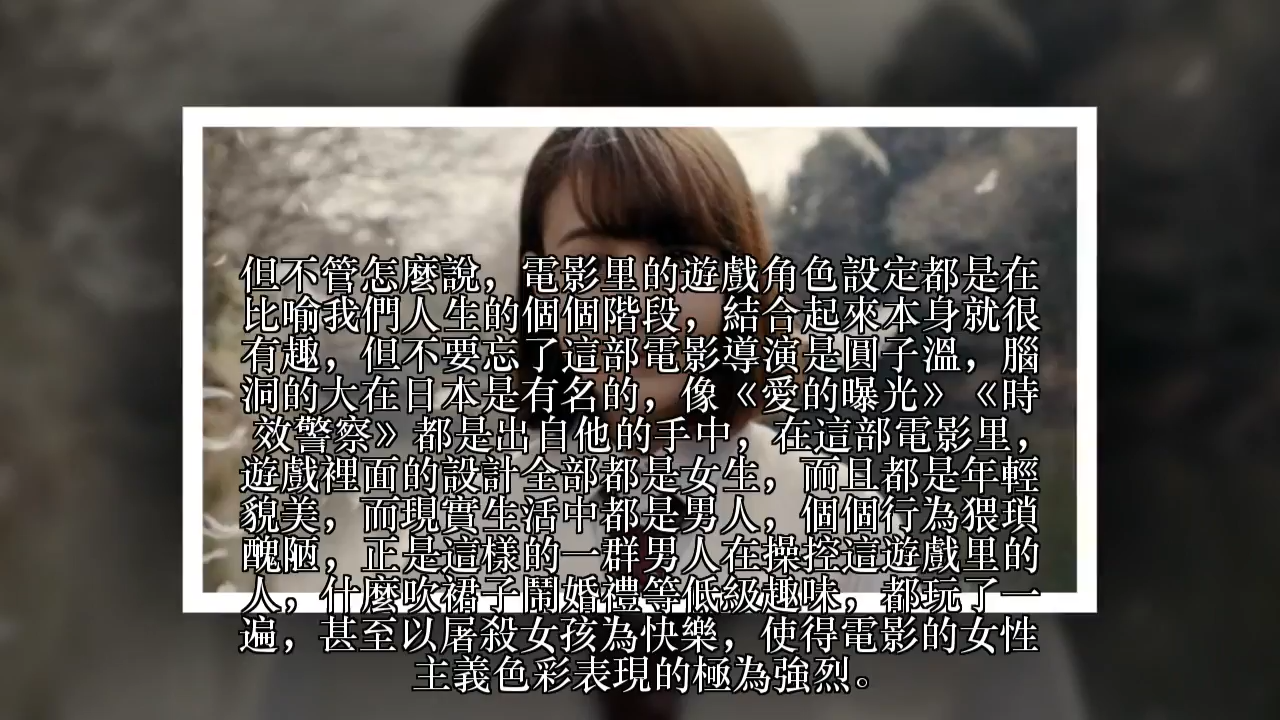 但不管怎麼說，電影里的遊戲角色設定都是在
比喻我們人生的個個階段，結合起來本身就很
有趣，但不要忘了這部電影導演是圓子溫，腦
洞的大在日本是有名的，像《愛的曝光》《時
效警察》都是出自他的手中，在這部電影里，
遊戲裡面的設計全部都是女生，而且都是年輕
貌美，而現實生活中都是男人，個個行為猥瑣
醜陋，正是這樣的一群男人在操控這遊戲里的
人，什麼吹裙子鬧婚禮等低級趣味，都玩了一
遍，甚至以屠殺女孩為快樂，使得電影的女性
主義色彩表現的極為強烈。